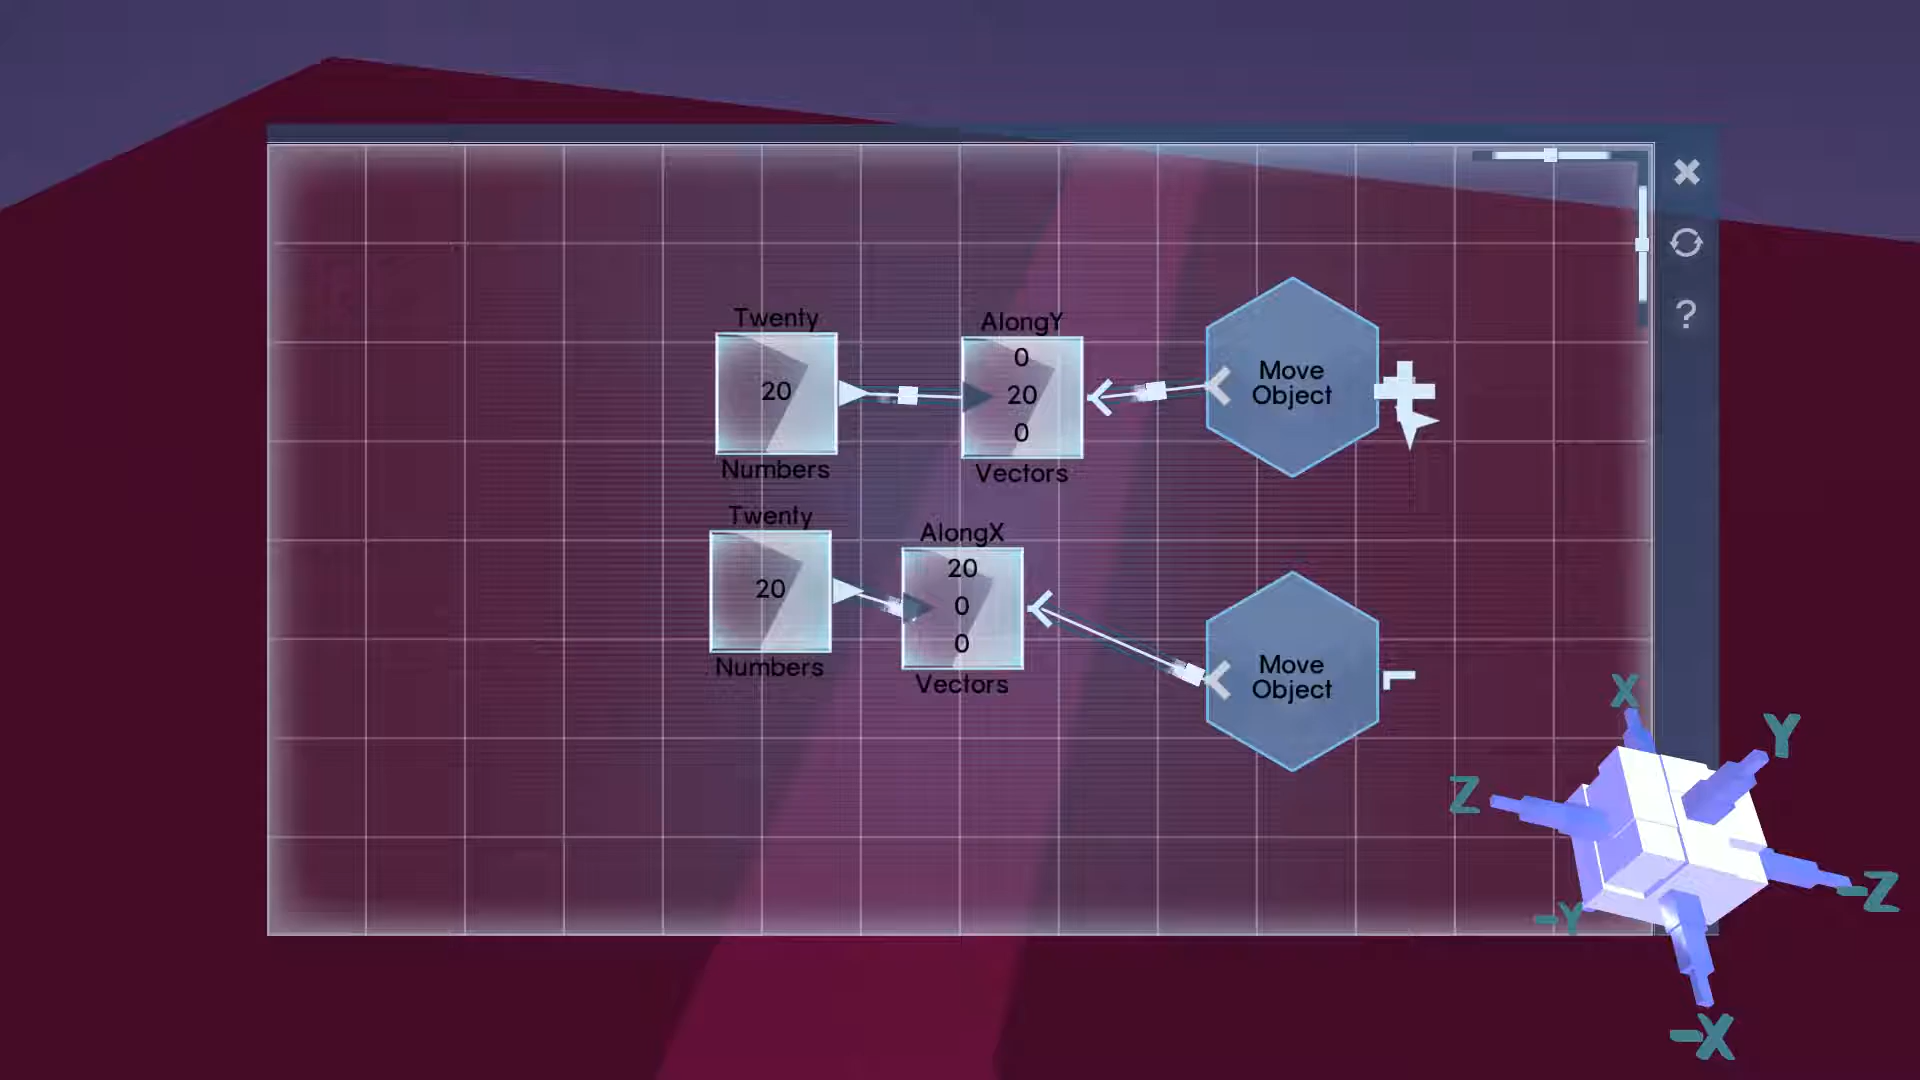 Twenty
20
Numbers
AlongY
0
20
0
Vectors
Move
Object
Twenty
20
Numbers
AlongX
20
0
0
Vectors
Move
Object
?
X
Y
Z
-Z
-Y
-X